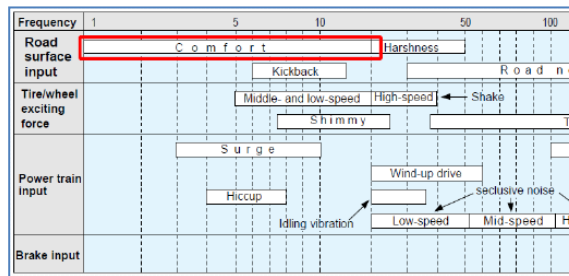 Frequency 1 5 10 50 100
Road surface input
Comfort Harshness
Kickback Road n
Tire/wheel exciting force
Middle- and low-speed High-speed Shake
Shimmy T
Power train input
Surge
Wind-up drive
Hiccup seclusive noise
Idling vibration
Low-speed Mid-speed H
Brake input